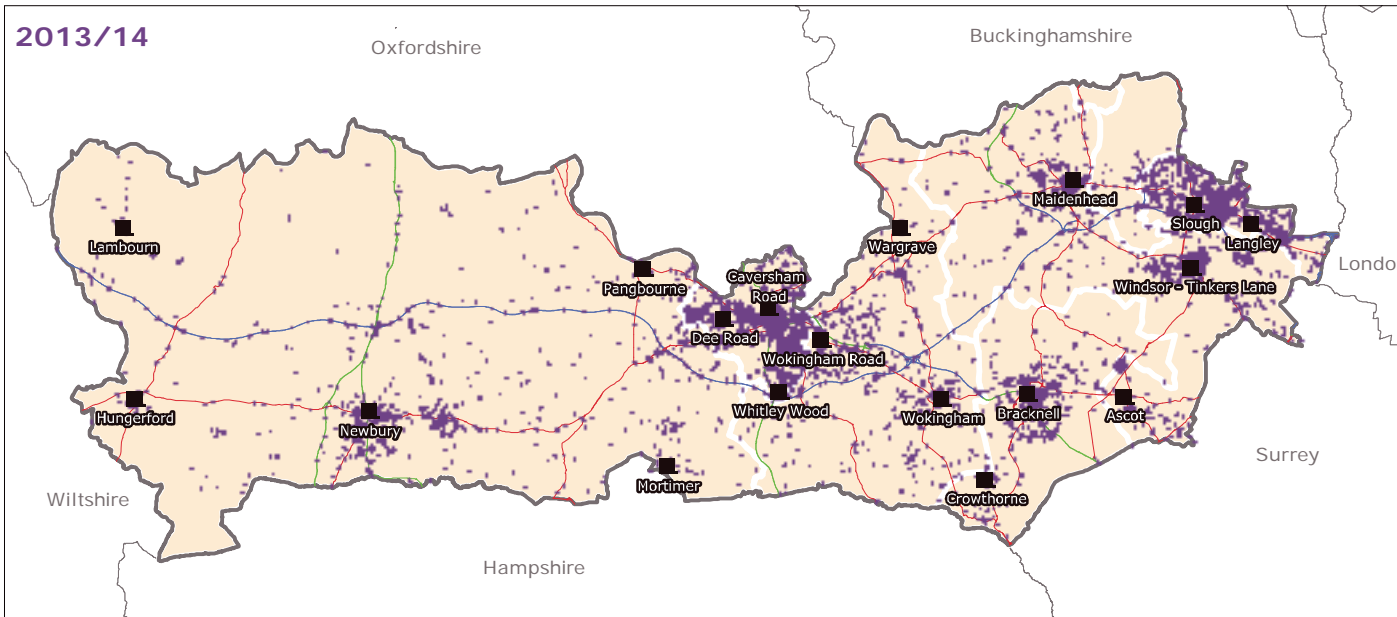 2013/14
Oxfordshire
Buckinghamshire
Maidenhead
Slough
Lambourn
Wargrave
Langley
Londo
Pangbourne
Caversham
Road
Windsor - Tinkers Lane
Dee Road
Wokingham Road
Hungerford
Newbury
Whitley Wood
Wokingham
Bracknell
Ascot
Surrey
Wiltshire
Mortimer
Crowthorne
Hampshire